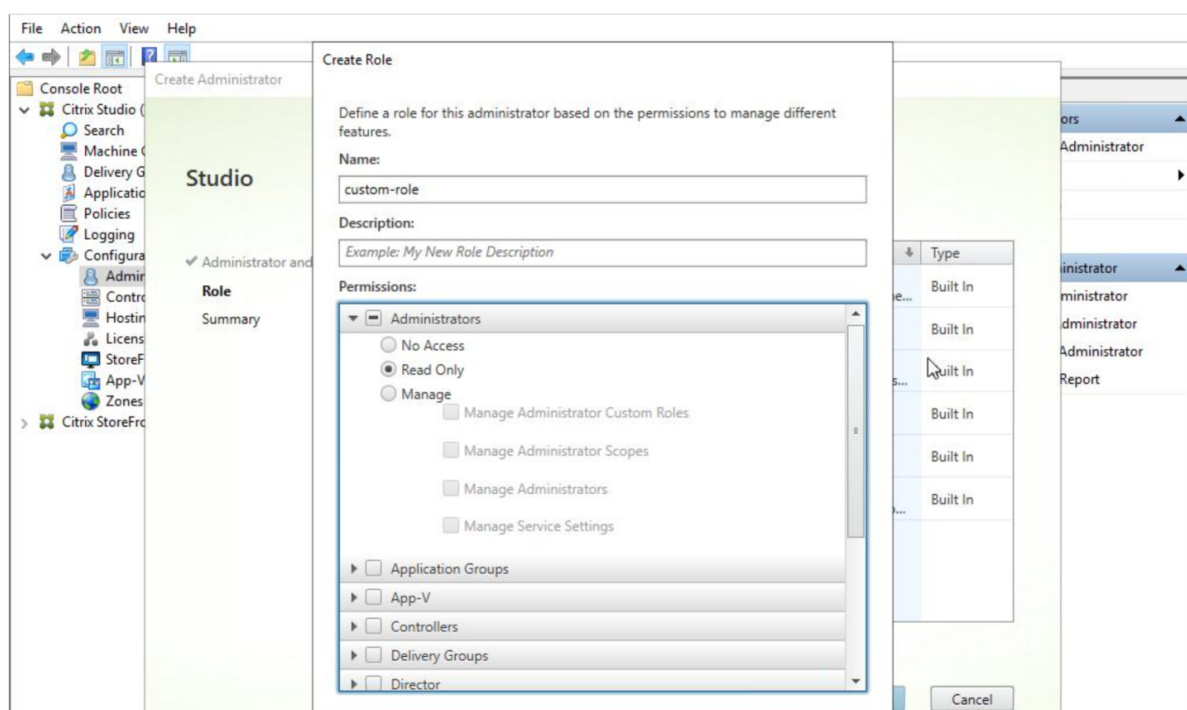 File Action View Help
Create Role
Create Administrator
Console Root
Citrix Studio (
Search
Machine
Delivery G
Applicatio
Policies
Logging
Configura
Admin
Contro
Hostin
Licens
StoreF
App-V
Zones
Citrix StoreFro
Studio
Administrator and
Role
Summary
Define a role for this administrator based on the permissions to manage different
features.
Name:
custom-role
Description:
Example: My New Role Description
Permissions:
Administrators
No Access
Read Only
Manage
Manage Administrator Custom Roles
Manage Administrator Scopes
Manage Administrators
Manage Service Settings
Application Groups
App-V
Controllers
Delivery Groups
Director
Type
e... Built In
Built In
s... Built In
Built In
Built In
Built In
Cancel
ors
Administrator
inistrator
ministrator
dministrator
Administrator
Report